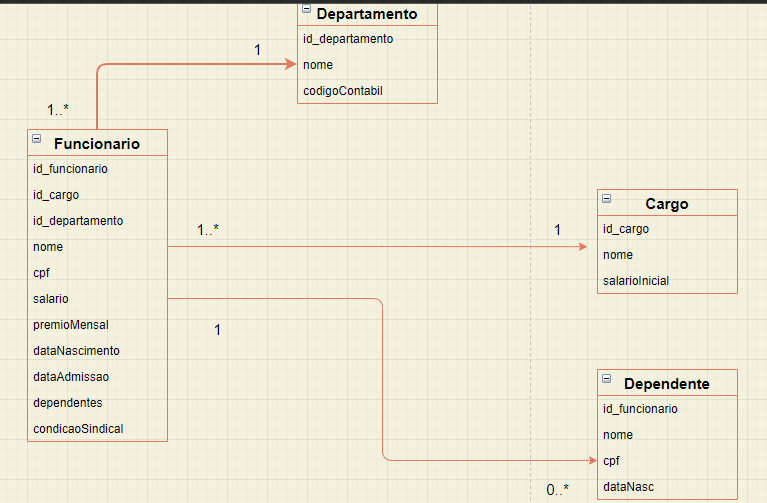 Departamento
id_departamento
nome
codigoContabil
1
1..*
Funcionario
id_funcionario
id_cargo
id_departamento
nome
cpf
salario
premioMensal
dataNascimento
dataAdmissao
dependentes
condicaoSindical
1..*
1
Cargo
id_cargo
nome
salarioInicial
1
Dependente
id_funcionario
nome
cpf
dataNasc
0..*